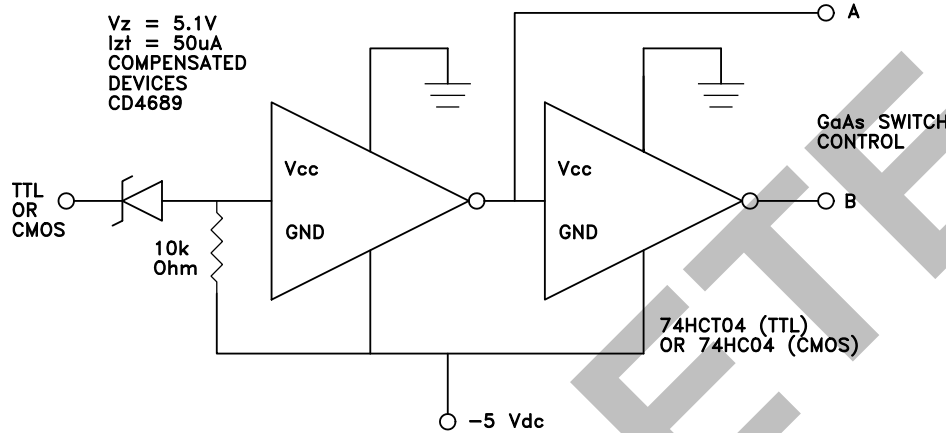 Vz = 5.1V
Izt = 50uA
COMPENSATED
DEVICES
CD4689
A
GaAs SWITCH
CONTROL
Vcc
GND
Vcc
GND
TTL
OR
CMOS
B
10k
Ohm
74HCT04 (TTL)
OR 74HC04 (CMOS)
-5 Vdc